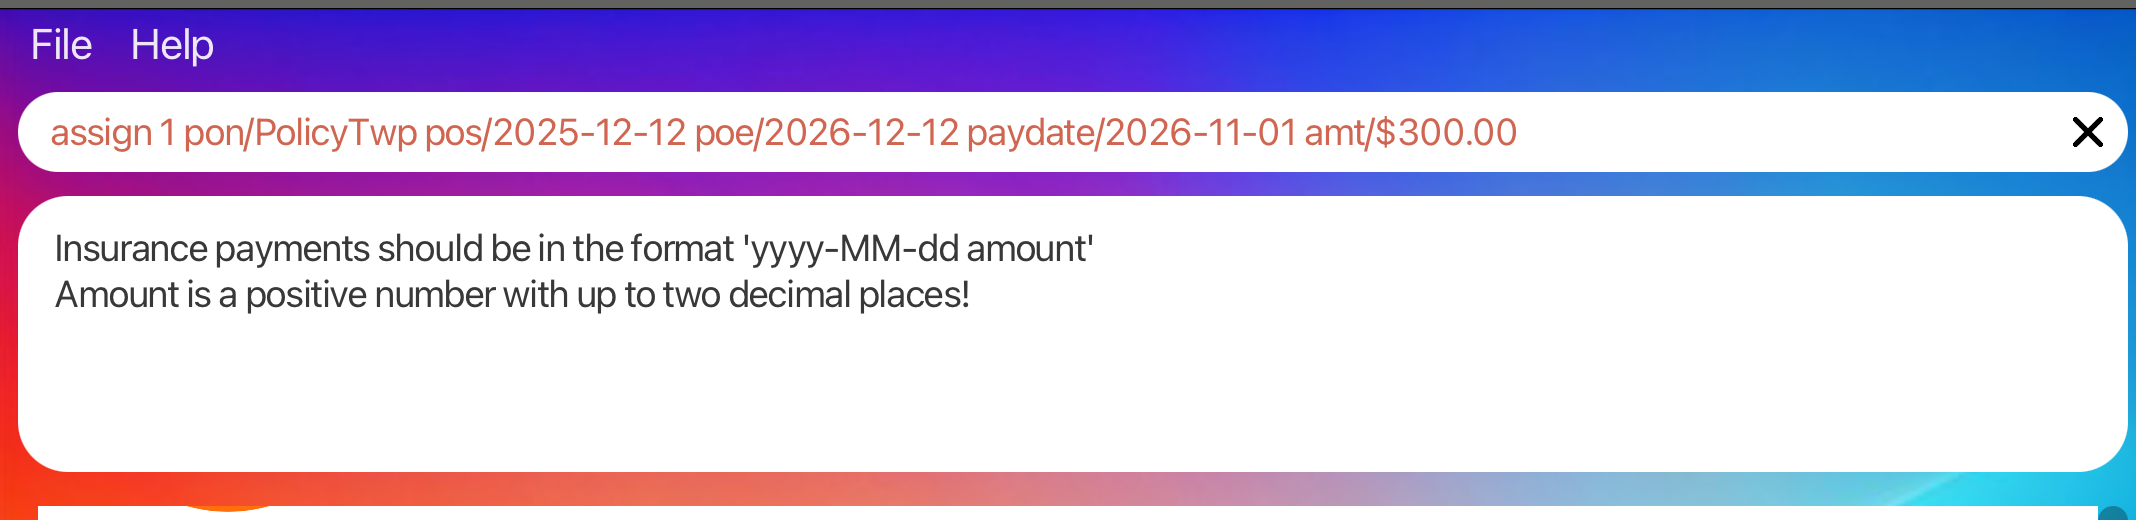 File Help
assign 1 pon/PolicyTwp pos/2025-12-12 poe/2026-12-12 paydate/2026-11-01 amt/$300.00
Insurance payments should be in the format 'yyyy-MM-dd amount'
Amount is a positive number with up to two decimal places!